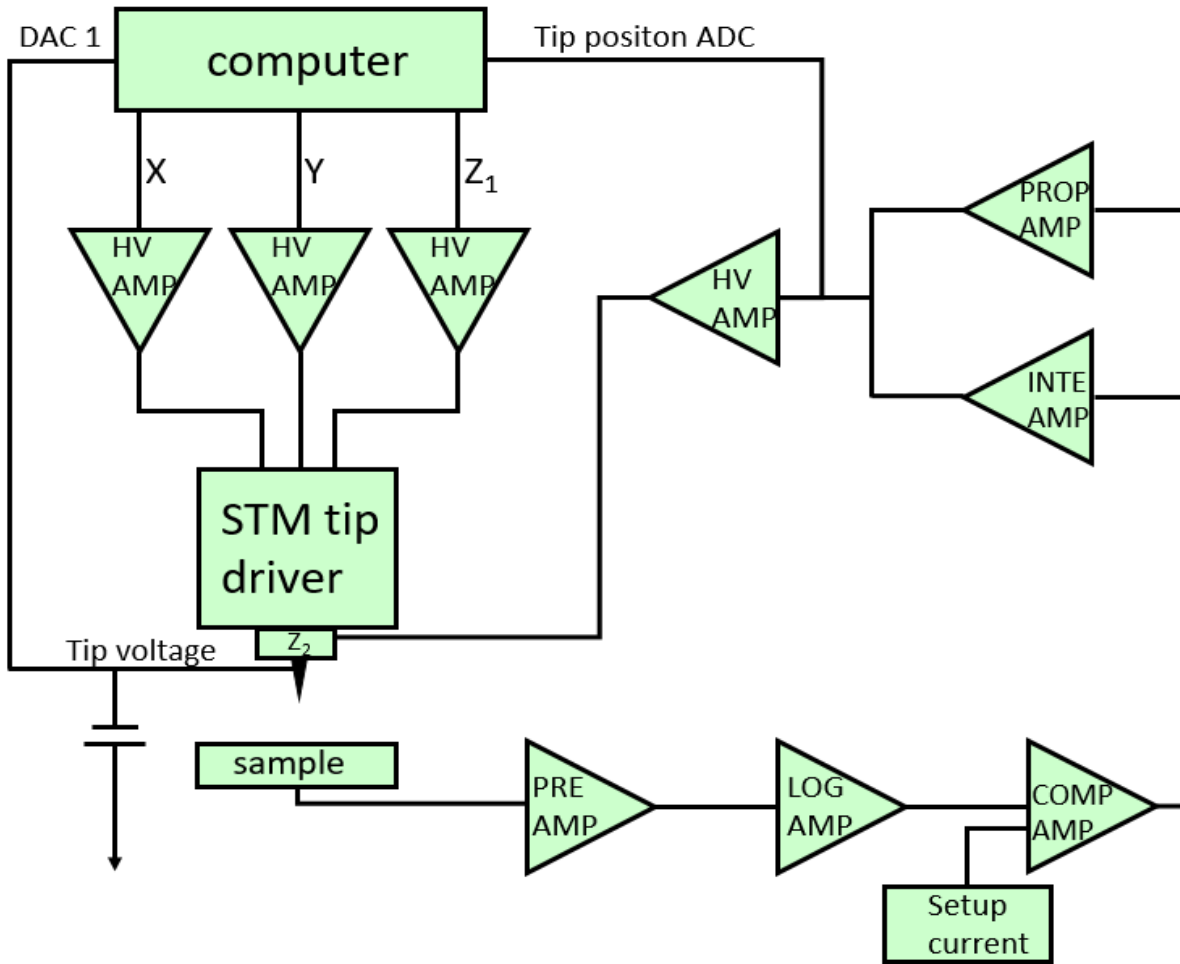 DAC 1
computer
Tip positon ADC
X
Y
Z₁
HV
AMP
HV
AMP
HV
AMP
HV
AMP
PROP
AMP
INTE
AMP
STM tip
driver
Z₂
Tip voltage
sample
PRE
AMP
LOG
AMP
COMP
AMP
Setup
current